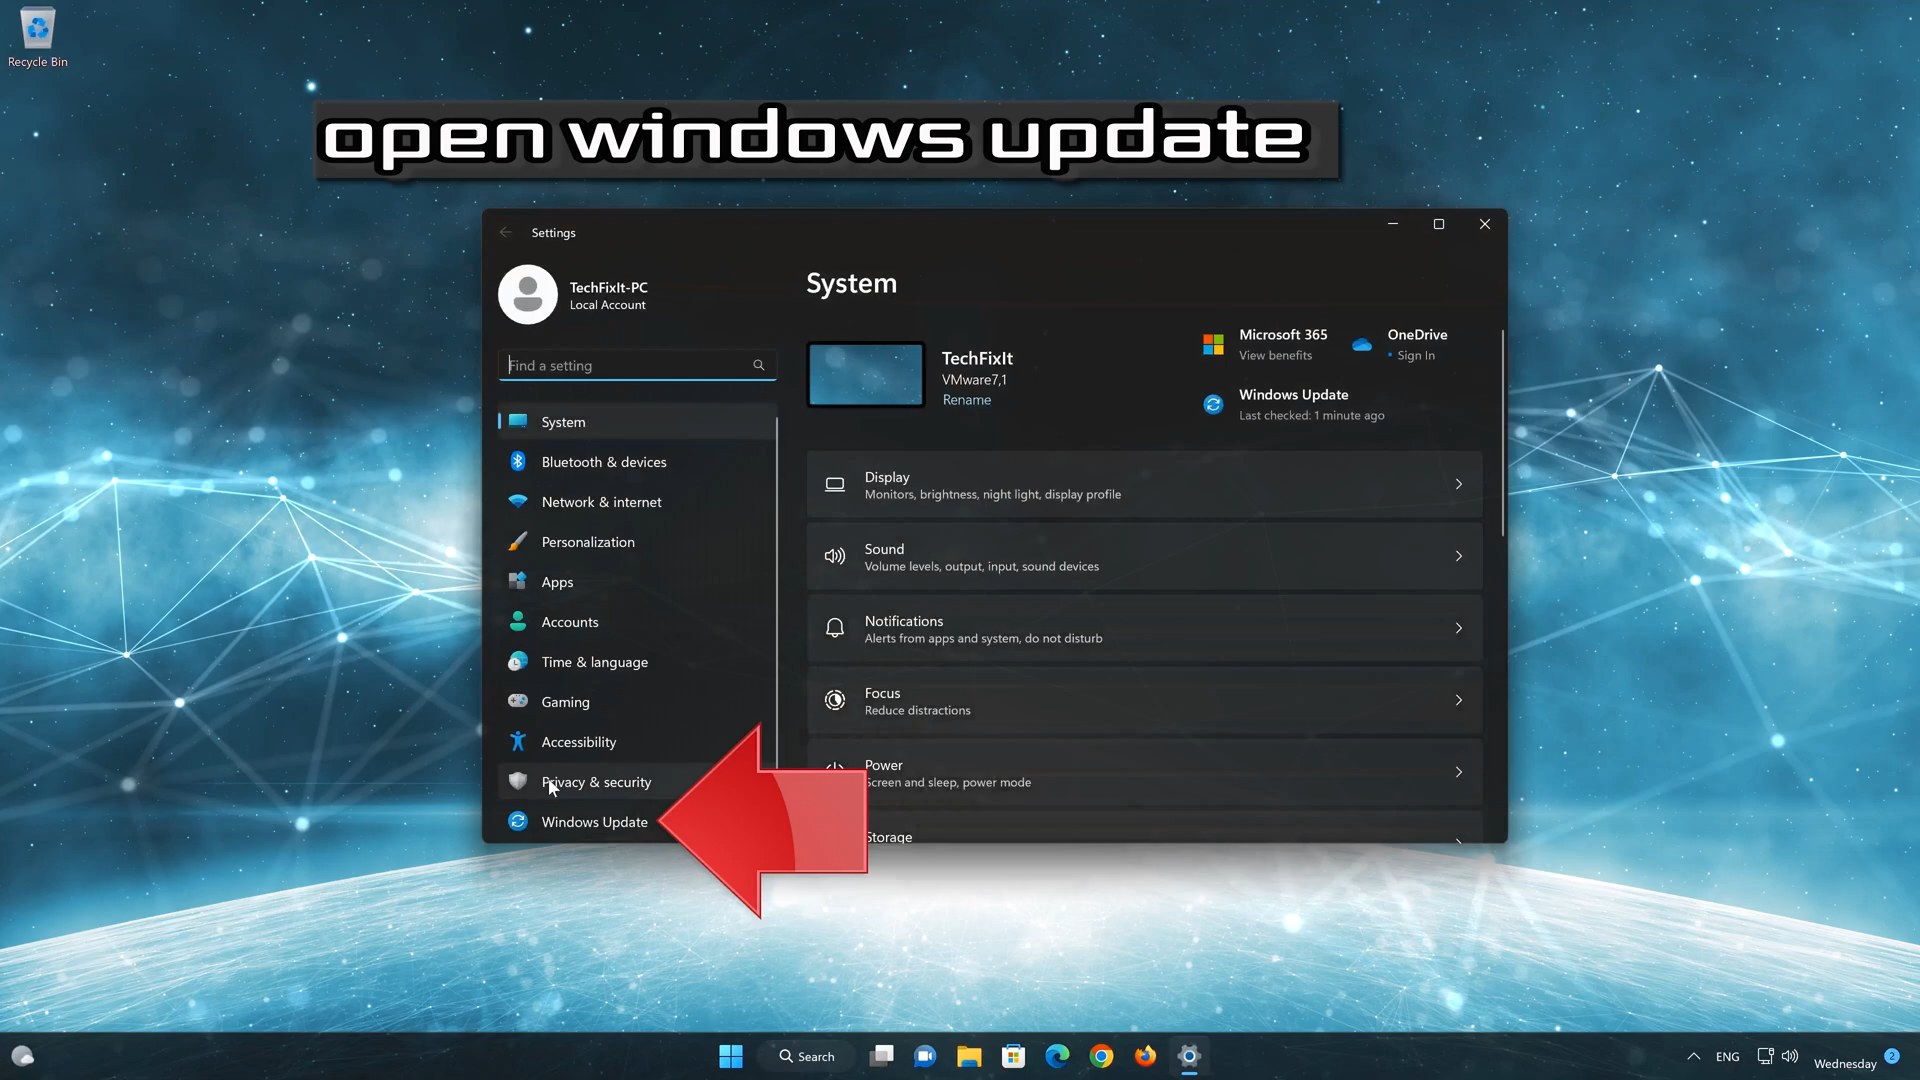 Recycle Bin
open windows update
Settings
TechFixIt-PC
Local Account
Find a setting
System
Bluetooth & devices
Network & internet
Personalization
Apps
Accounts
Time & language
Gaming
Accessibility
Privacy & security
Windows Update
System
TechFixIt
VMware7,1
Rename
Microsoft 365
View benefits
OneDrive
• Sign In
Windows Update
Last checked: 1 minute ago
Display
Monitors, brightness, night light, display profile
Sound
Volume levels, output, input, sound devices
Notifications
Alerts from apps and system, do not disturb
Focus
Reduce distractions
Power
Screen and sleep, power mode
Storage
Search
ENG
Wednesday
2